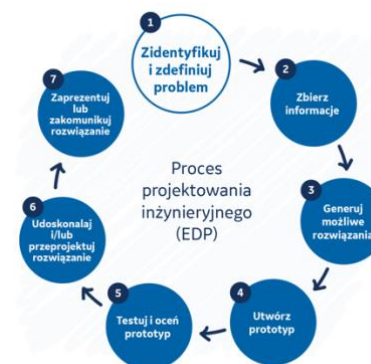 1
Zidentyfikuj
i zdefiniuj
problem
2
Zbierz
informacje
3
Generuj
możliwe
rozwiązania
4
Utwórz
prototyp
5
Testuj i oceń
prototyp
6
Udoskonalaj
i/lub
przeprojektuj
rozwiązanie
7
Zaprezentuj
lub
zakomunikuj
rozwiązanie
Proces
projektowania
inżynieryjnego
(EDP)